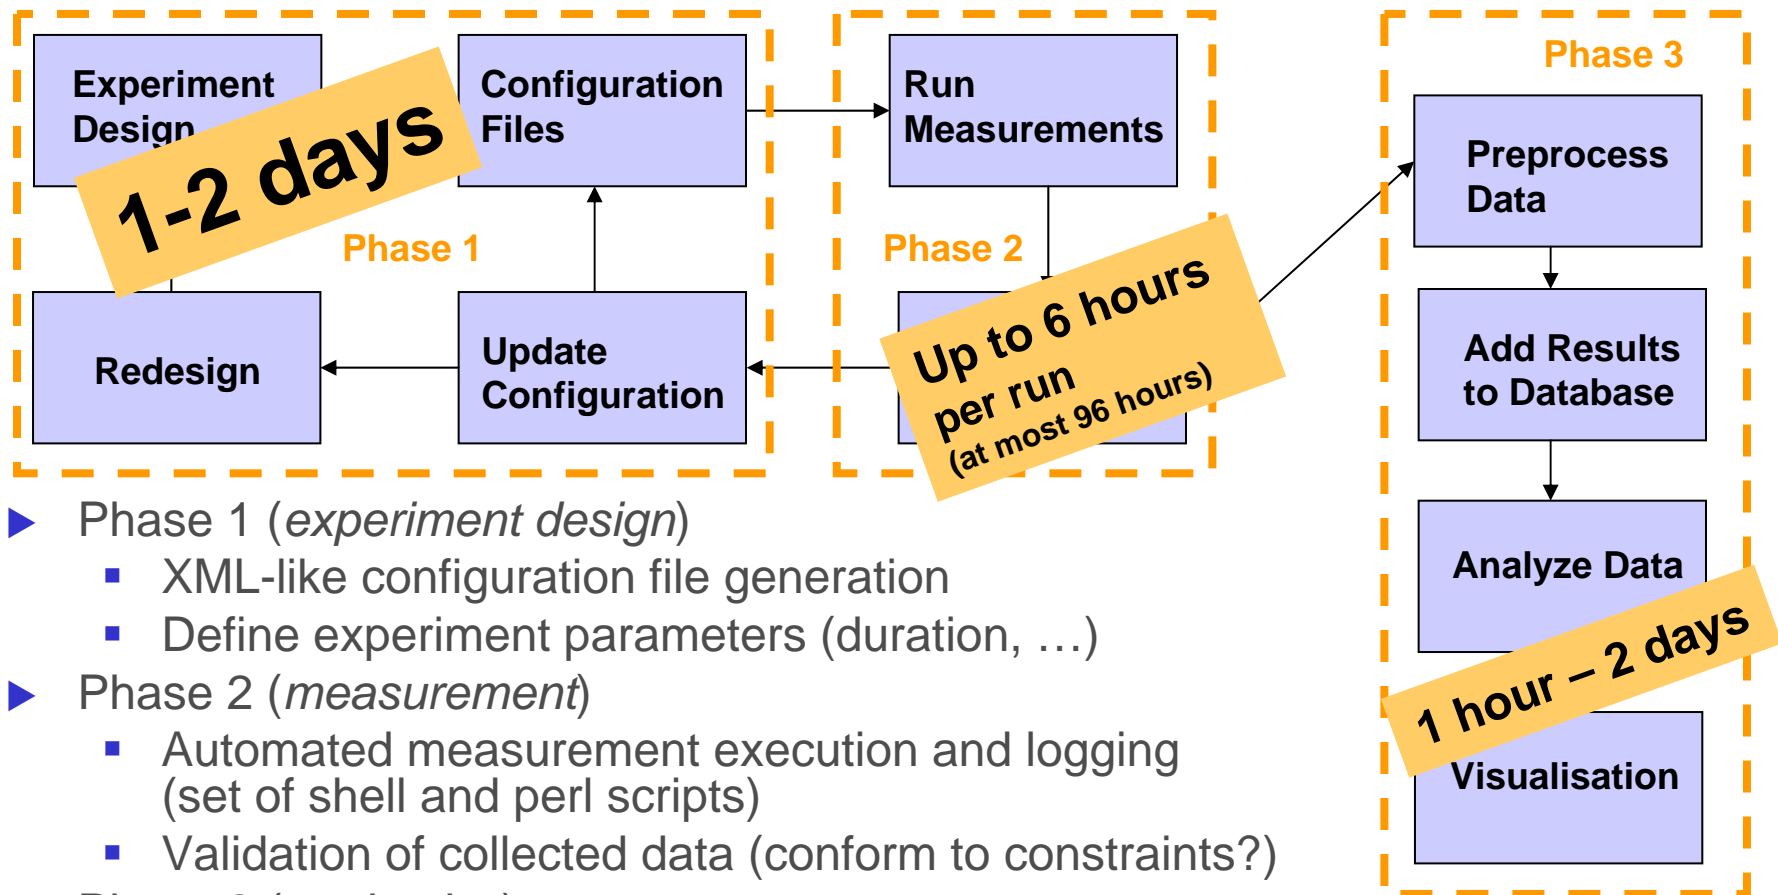 Experiment
Design
1-2 days
Configuration
Files
Phase 1
Redesign
Update
Configuration
Run
Measurements
Phase 2
Up to 6 hours
per run
(at most 96 hours)
Phase 3
Preprocess
Data
Add Results
to Database
Analyze Data
1 hour – 2 days
Visualisation
Phase 1 (experiment design)
XML-like configuration file generation
Define experiment parameters (duration, …)
Phase 2 (measurement)
Automated measurement execution and logging
(set of shell and perl scripts)
Validation of collected data (conform to constraints?)